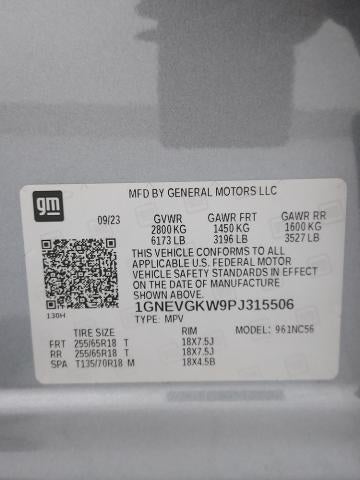 gm
MFD BY GENERAL MOTORS LLC
09/23 GVWR GAWR FRT GAWR RR
2800 KG 1450 KG 1600 KG
6173 LB 3196 LB 3527 LB
THIS VEHICLE CONFORMS TO ALL
APPLICABLE U.S. FEDERAL MOTOR
VEHICLE SAFETY STANDARDS IN EFFECT
ON THE DATE OF MANUFACTURE
SHOWN ABOVE.
130H
1GNEVGKW9PJ315506
TYPE: MPV
TIRE SIZE RIM MODEL: 961NC56
FRT 255/65R18 T 18X7.5J
RR 255/65R18 T 18X7.5J
SPA T135/70R18 M 18X4.5B